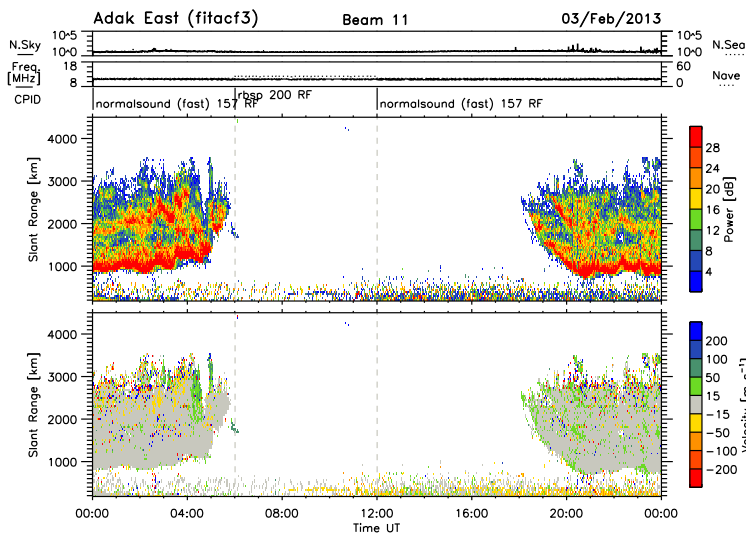 Adak East (fitacf3) Beam 11 03/Feb/2013
N.Sky 10^5 10^0 10^5 10^0 N.Sea
Freq. [MHz] 18 8 60 0 Nave
CPID normalsound (fast) 157 RF rbsp 200 RF normalsound (fast) 157 RF
Slant Range [km] 4000 3000 2000 1000
28 24 20 16 12 8 4 Power [dB]
Slant Range [km] 4000 3000 2000 1000
200 100 50 15 -15 -50 -100 -200 Velocity [m s^-1]
00:00 04:00 08:00 12:00 16:00 20:00 00:00
Time UT